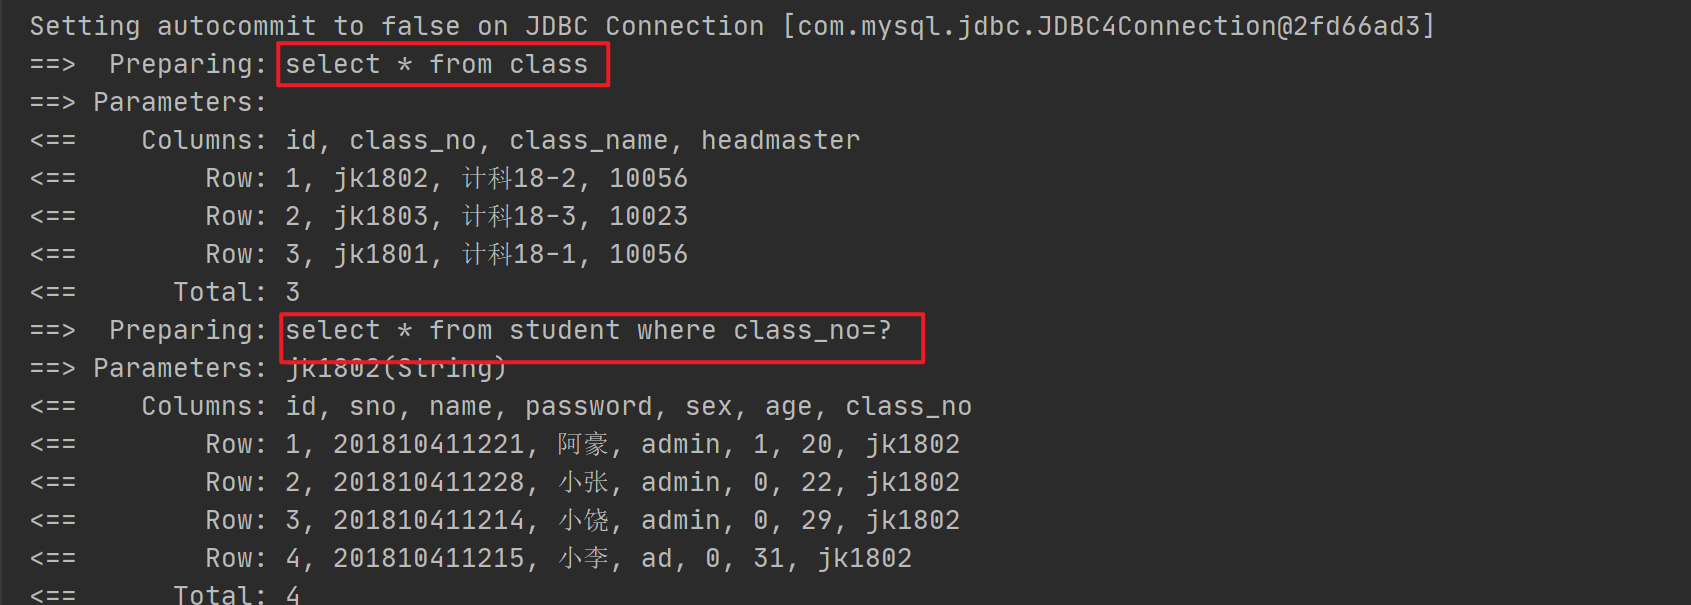 Setting autocommit to false on JDBC Connection [com.mysql.jdbc.JDBC4Connection@2fd66ad3]
==>  Preparing: select * from class
==> Parameters:
<==    Columns: id, class_no, class_name, headmaster
<==        Row: 1, jk1802, 计科18-2, 10056
<==        Row: 2, jk1803, 计科18-3, 10023
<==        Row: 3, jk1801, 计科18-1, 10056
<==      Total: 3
==>  Preparing: select * from student where class_no=?
==> Parameters: jk1802(String)
<==    Columns: id, sno, name, password, sex, age, class_no
<==        Row: 1, 201810411221, 阿豪, admin, 1, 20, jk1802
<==        Row: 2, 201810411228, 小张, admin, 0, 22, jk1802
<==        Row: 3, 201810411214, 小饶, admin, 0, 29, jk1802
<==        Row: 4, 201810411215, 小李, ad, 0, 31, jk1802
<==      Total: 4